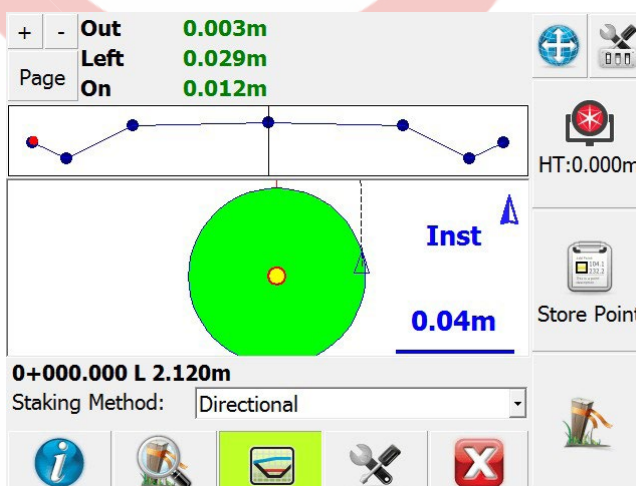 + - Out 0.003m
Left 0.029m
Page
On 0.012m
HT:0.000m
Inst
0.04m
Store Point
0+000.000 L 2.120m
Staking Method: Directional